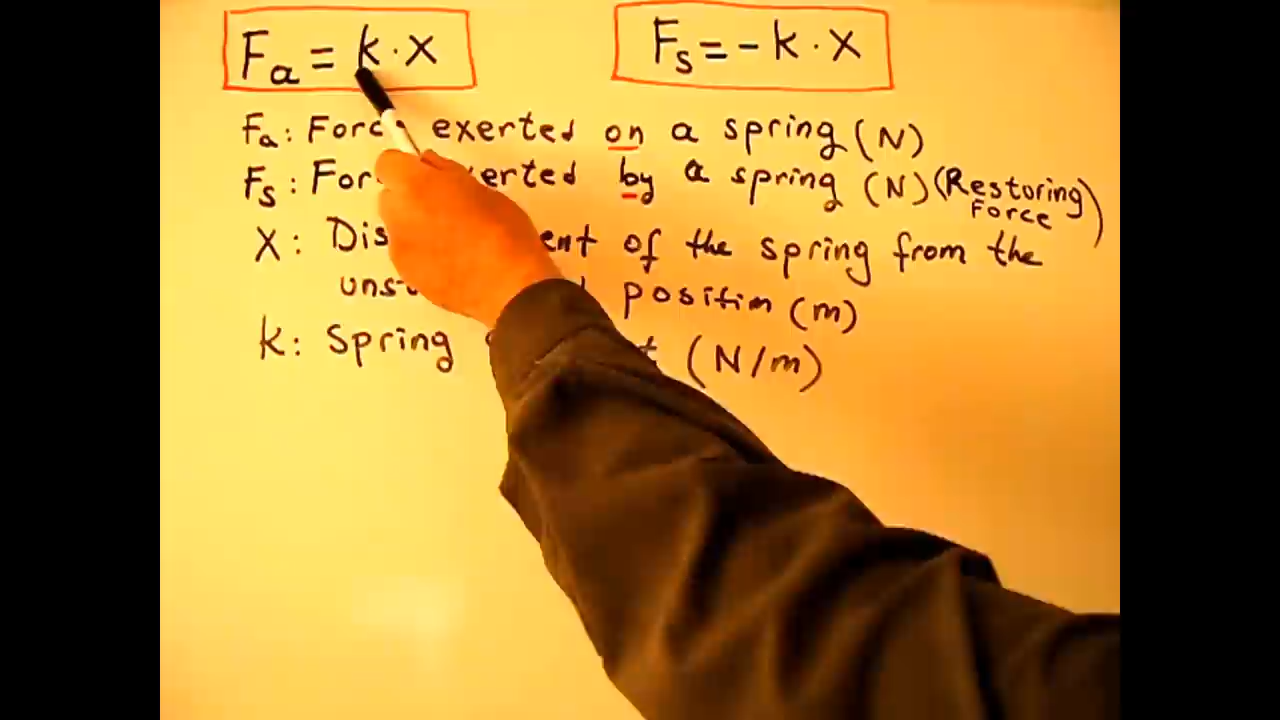 Fa = k · x
Fs = - k · x
Fa: Force exerted on a spring (N)
Fs: For erted by a spring (N) (Restoring Force)
x: Dis ent of the spring from the
uns position (m)
k: Spring (N/m)